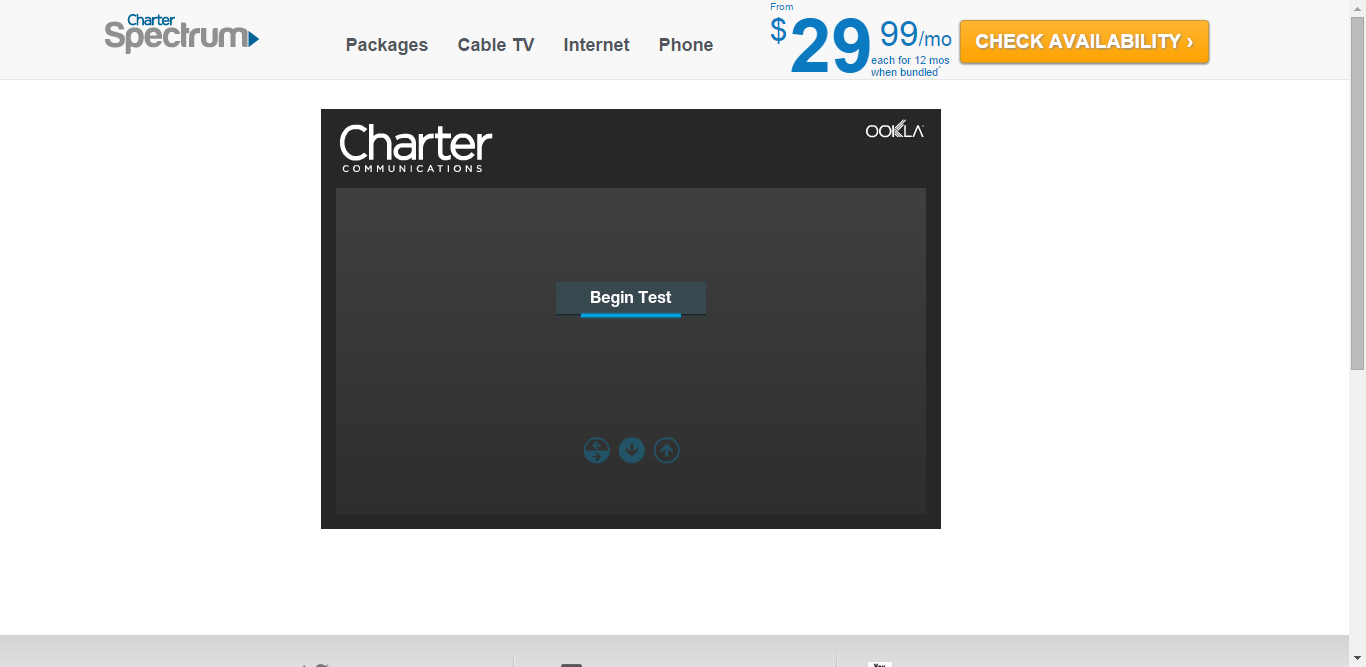 Charter
Spectrum
Packages
Cable TV
Internet
Phone
From
$29 99/mo
each for 12 mos
when bundled*
CHECK AVAILABILITY ›
Charter
COMMUNICATIONS
OOKLA
Begin Test
You